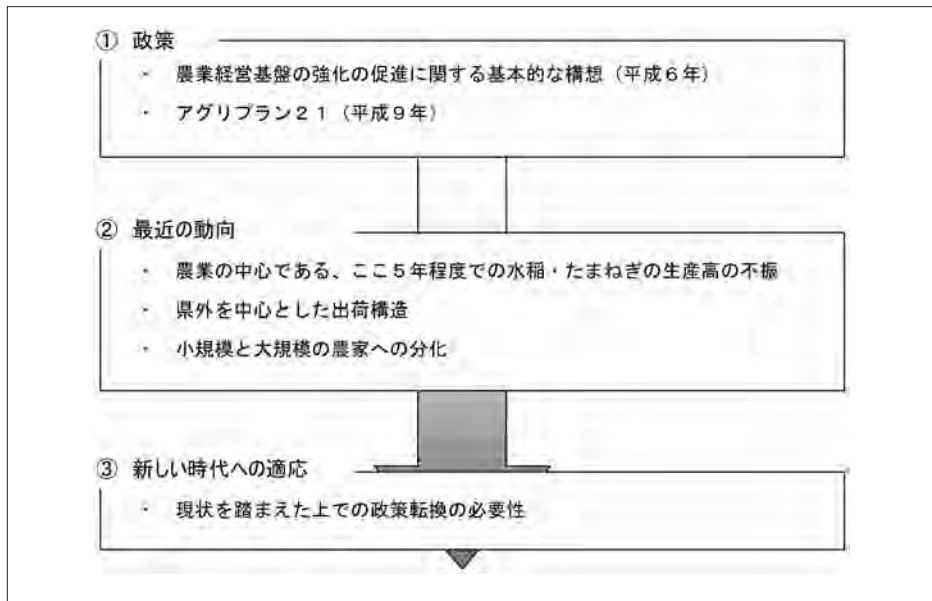 ① 政策
・ 農業経営基盤の強化の促進に関する基本的な構想（平成６年）
・ アグリプラン２１（平成９年）
② 最近の動向
・ 農業の中心である、ここ５年程度での水稲・たまねぎの生産高の不振
・ 県外を中心とした出荷構造
・ 小規模と大規模の農家への分化
③ 新しい時代への適応
・ 現状を踏まえた上での政策転換の必要性